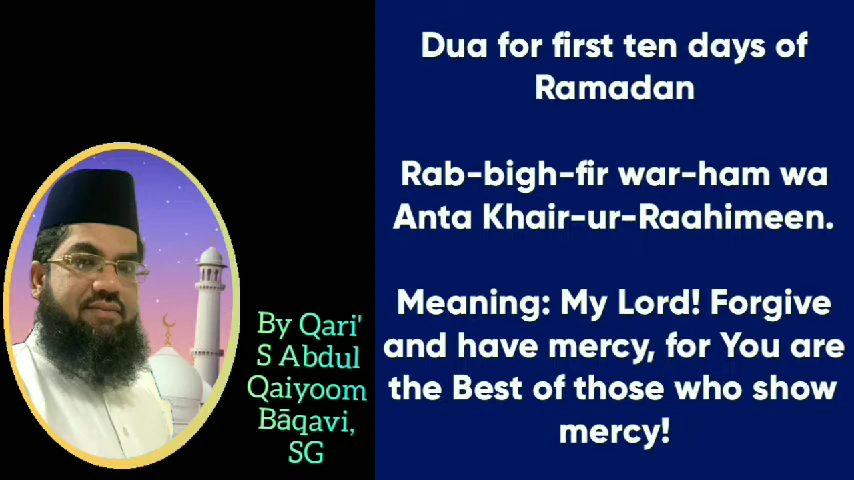 Dua for first ten days of
Ramadan
Rab-bigh-fir war-ham wa
Anta Khair-ur-Raahimeen.
Meaning: My Lord! Forgive
and have mercy, for You are
the Best of those who show
mercy!
By Qari'
S Abdul
Qaiyoom
Bāqavi,
SG